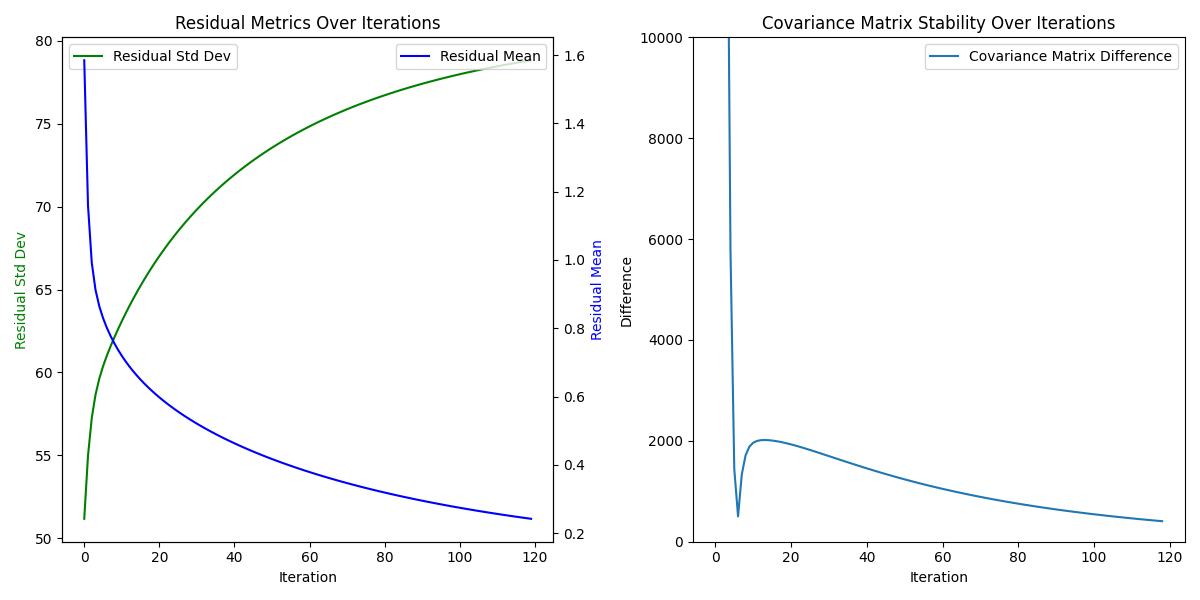 Residual Metrics Over Iterations
Residual Std Dev
Residual Mean
80
75
70
65
60
55
50
1.6
1.4
1.2
1.0
0.8
0.6
0.4
0.2
Residual Std Dev
Residual Mean
0 20 40 60 80 100 120
Iteration
Covariance Matrix Stability Over Iterations
Covariance Matrix Difference
10000
8000
6000
4000
2000
0
Difference
0 20 40 60 80 100 120
Iteration